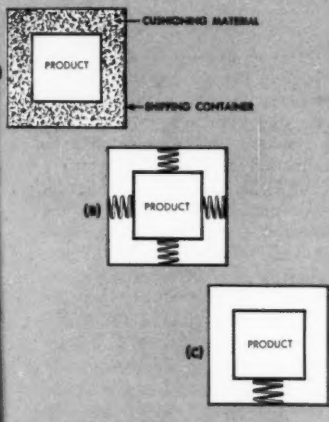 CUSHIONING MATERIAL
PRODUCT
SHIPPING CONTAINER
PRODUCT
(B)
PRODUCT
(C)